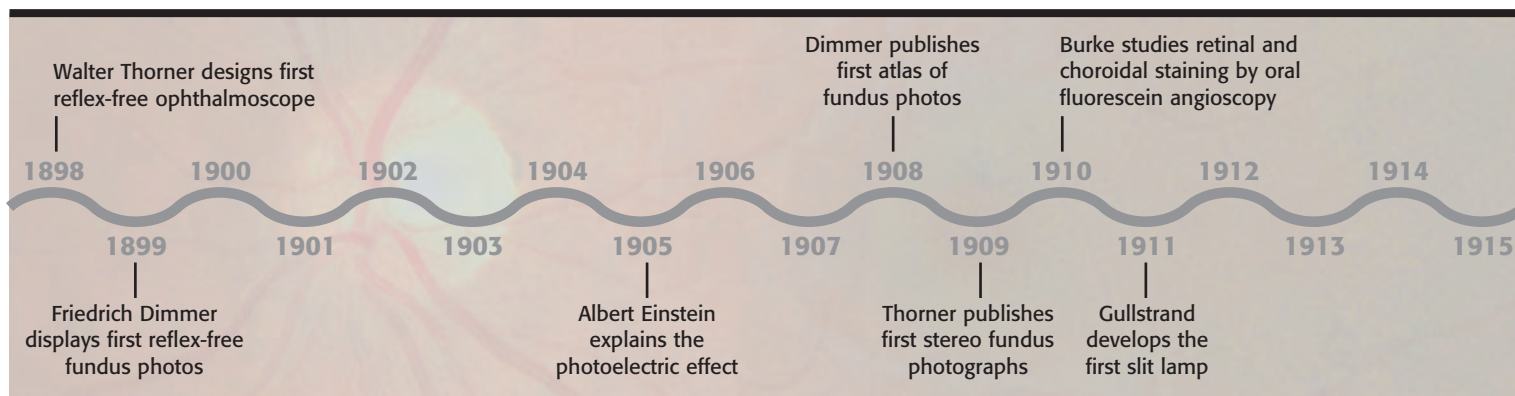 Walter Thorner designs first
reflex-free ophthalmoscope
Dimmer publishes
first atlas of
fundus photos
Burke studies retinal and
choroidal staining by oral
fluorescein angioscopy
1898 1900 1902 1904 1906 1908 1910 1912 1914
1899 1901 1903 1905 1907 1909 1911 1913 1915
Friedrich Dimmer
displays first reflex-free
fundus photos
Albert Einstein
explains the
photoelectric effect
Thorner publishes
first stereo fundus
photographs
Gullstrand
develops the
first slit lamp